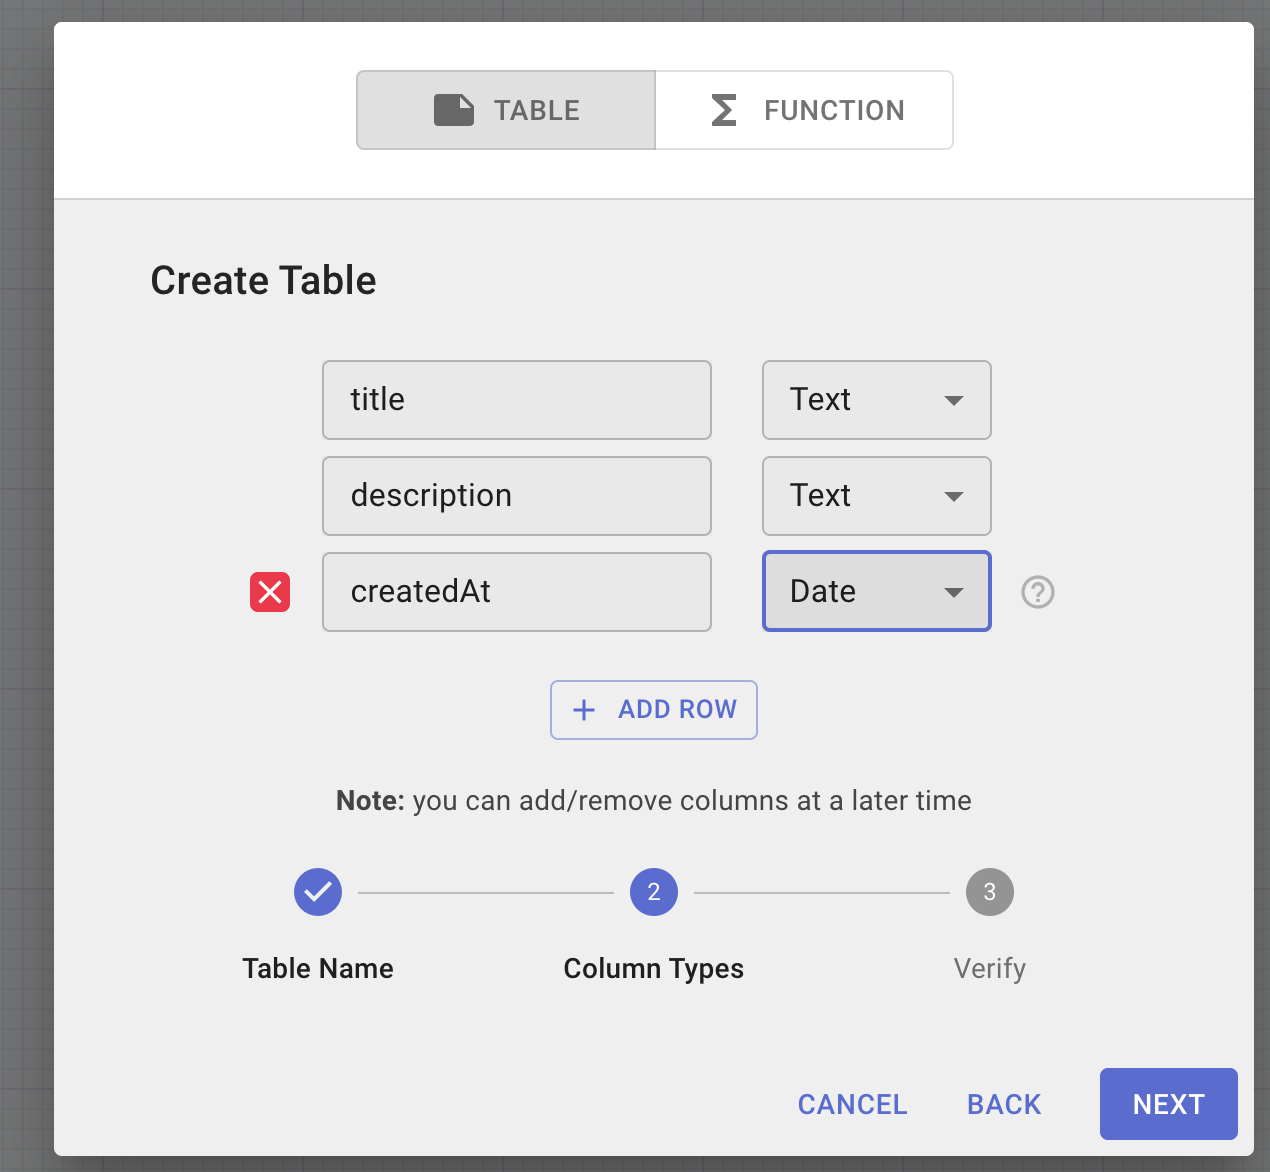 TABLE
FUNCTION
Create Table
title
Text
description
Text
createdAt
Date
?
+ ADD ROW
Note: you can add/remove columns at a later time
2
3
Table Name
Column Types
Verify
CANCEL
BACK
NEXT